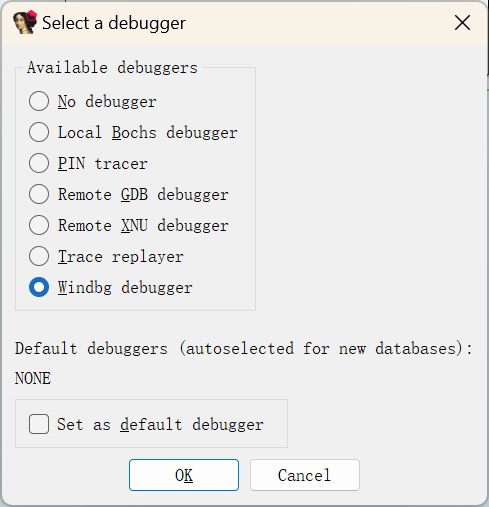 Select a debugger
Available debuggers
No debugger
Local Bochs debugger
PIN tracer
Remote GDB debugger
Remote XNU debugger
Trace replayer
Windbg debugger
Default debuggers (autoselected for new databases):
NONE
Set as default debugger
OK
Cancel